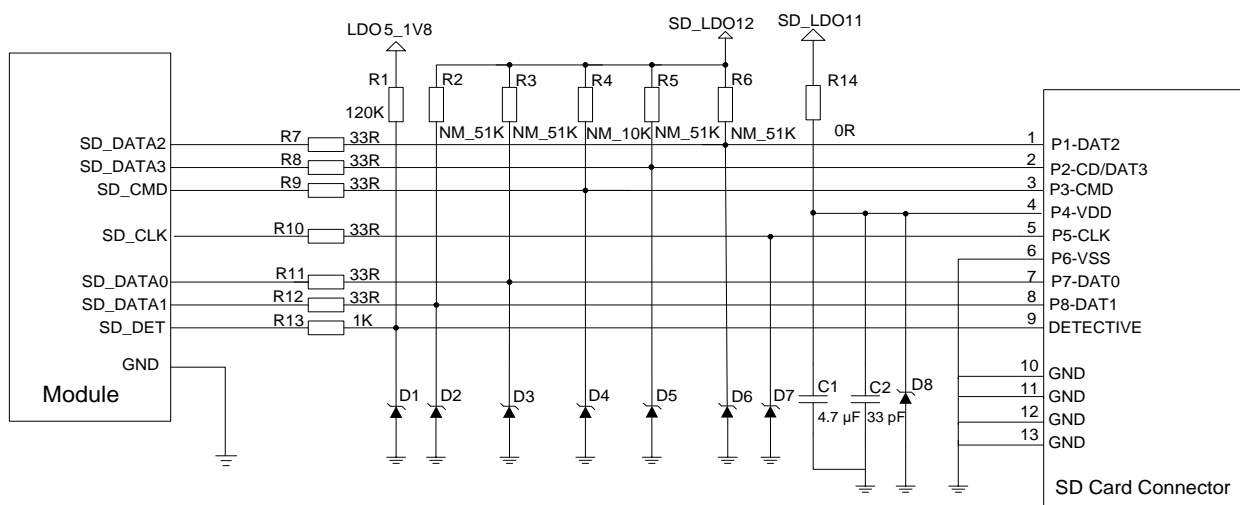 LDO5_1V8
SD_LDO12
SD_LDO11
R1
R2
R3
R4
R5
R6
R14
120K
NM_51K
NM_51K
NM_10K
NM_51K
NM_51K
0R
SD_DATA2
R7
33R
1
P1-DAT2
SD_DATA3
R8
33R
2
P2-CD/DAT3
SD_CMD
R9
33R
3
P3-CMD
4
P4-VDD
SD_CLK
R10
33R
5
P5-CLK
6
P6-VSS
SD_DATA0
R11
33R
7
P7-DAT0
SD_DATA1
R12
33R
8
P8-DAT1
SD_DET
R13
1K
9
DETECTIVE
GND
10
GND
11
GND
12
GND
13
GND
Module
D1
D2
D3
D4
D5
D6
D7
C1
4.7 µF
C2
33 pF
D8
SD Card Connector